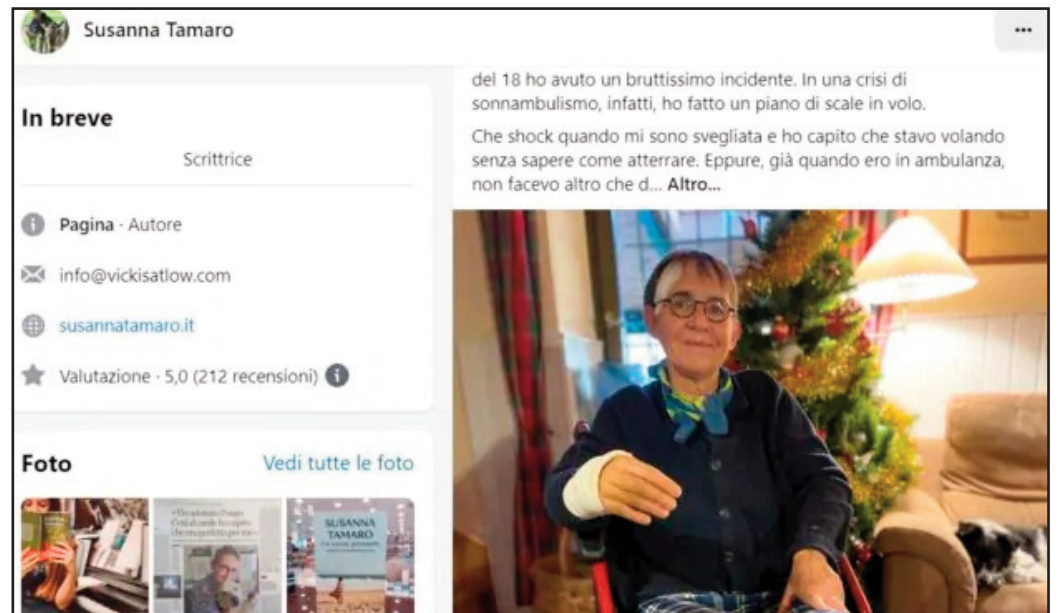 Susanna Tamaro
In breve
Scrittrice
Pagina · Autore
info@vickisatlow.com
susannatamaro.it
Valutazione · 5,0 (212 recensioni)
Foto
Vedi tutte le foto
SUSANNA
TAMARO
del 18 ho avuto un bruttissimo incidente. In una crisi di
sonnambulismo, infatti, ho fatto un piano di scale in volo.
Che shock quando mi sono svegliata e ho capito che stavo volando
senza sapere come atterrare. Eppure, già quando ero in ambulanza,
non facevo altro che d... Altro...